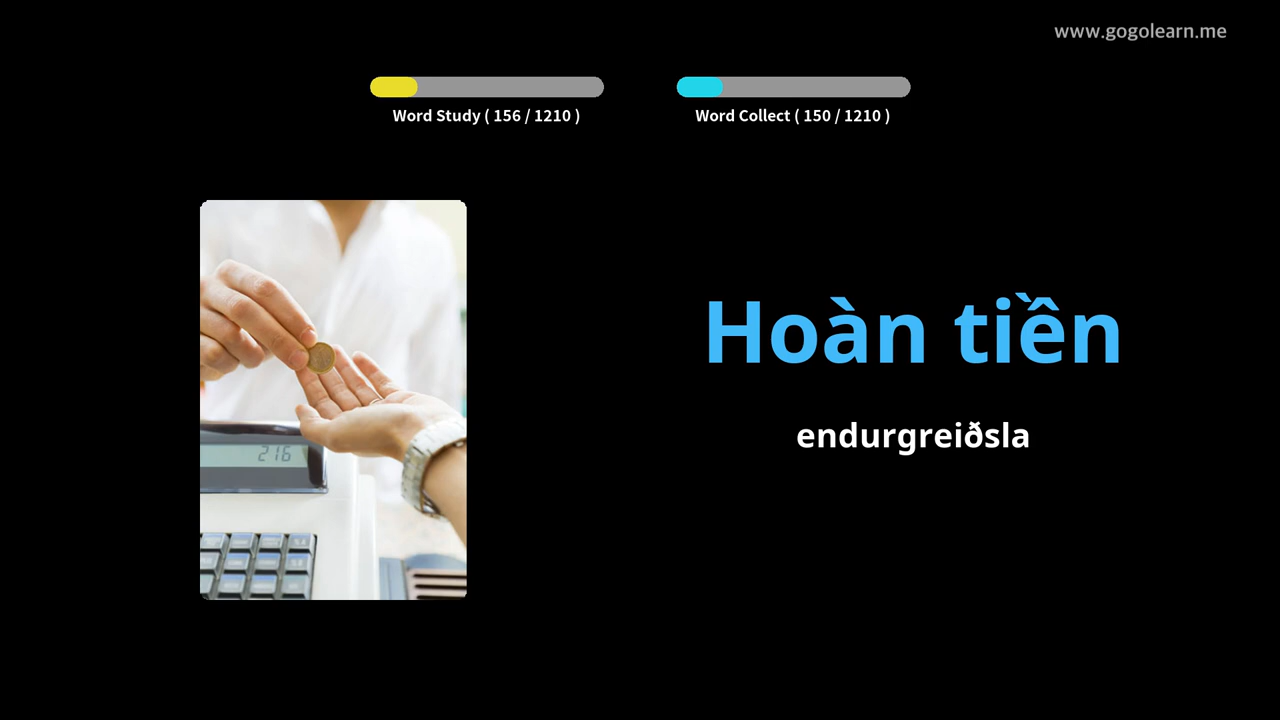 www.gogolearn.me
Word Study ( 156 / 1210 )
Word Collect ( 150 / 1210 )
Hoàn tiền
endurgreiðsla
216